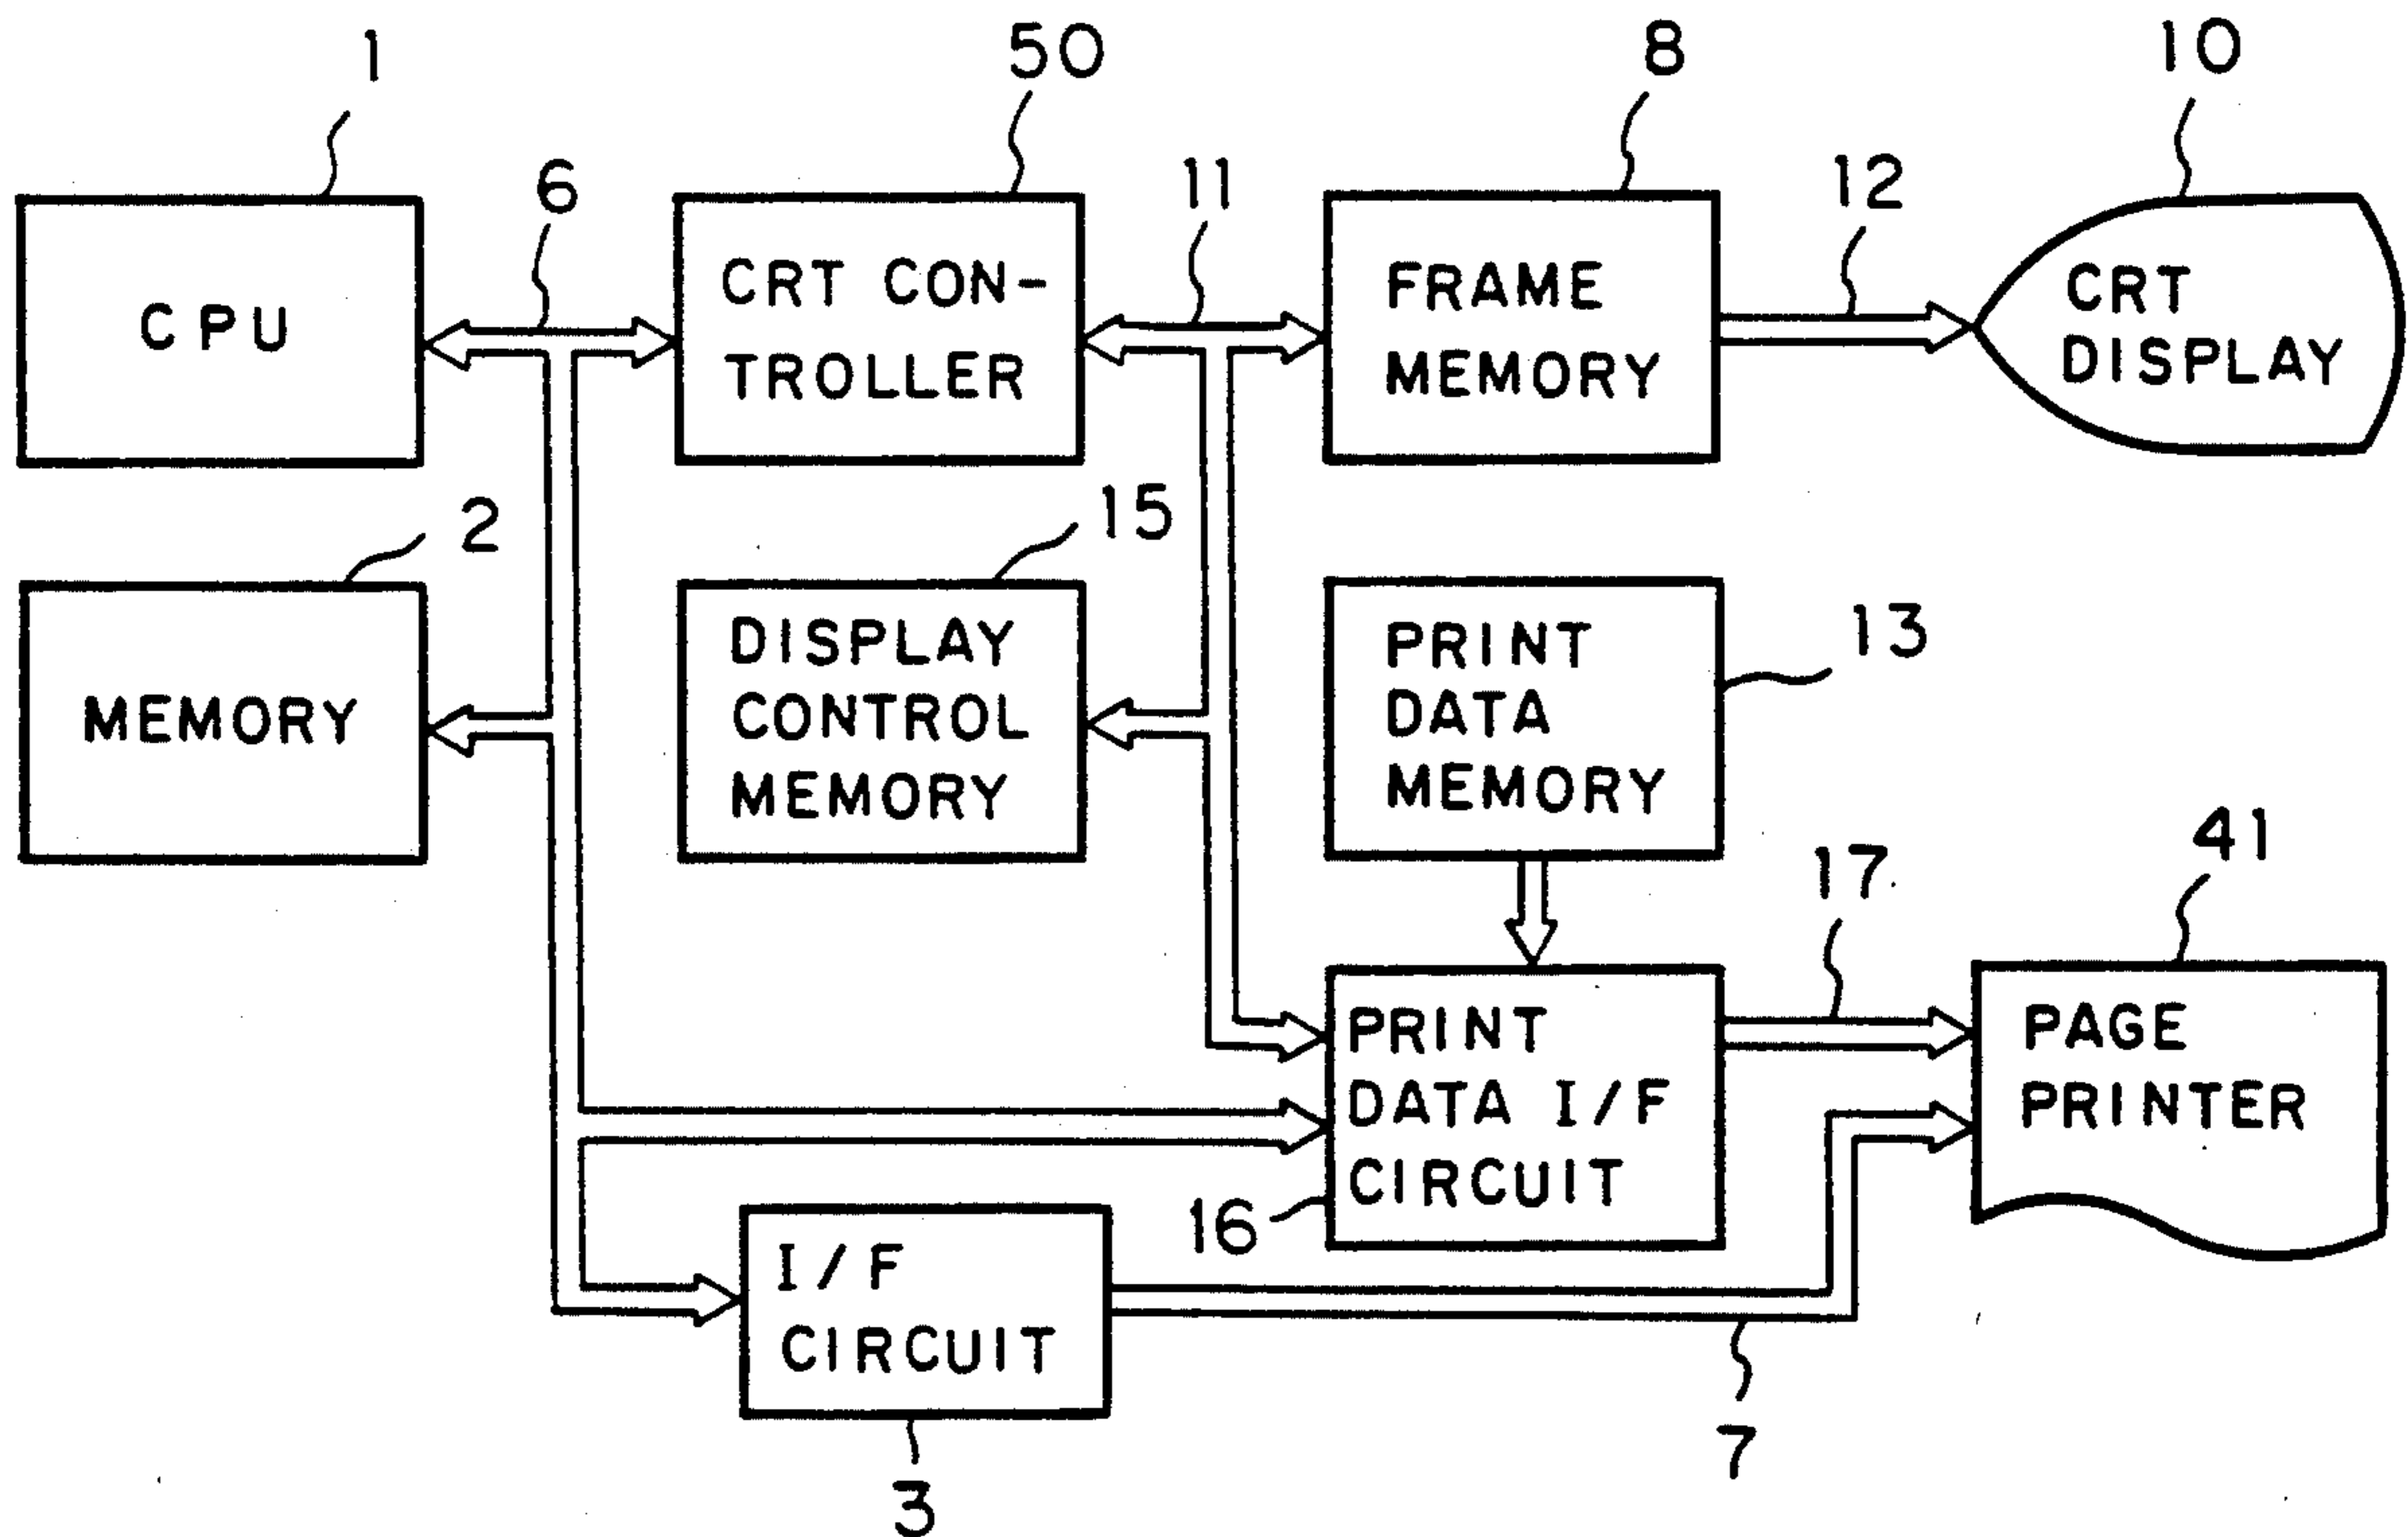 1
50
8
10
6
11
12
CPU
CRT CON-
TROLLER
FRAME
MEMORY
CRT
DISPLAY
2
15
13
MEMORY
DISPLAY
CONTROL
MEMORY
PRINT
DATA
MEMORY
17
41
PRINT
DATA I/F
CIRCUIT
16
PAGE
PRINTER
I/F
CIRCUIT
3
7